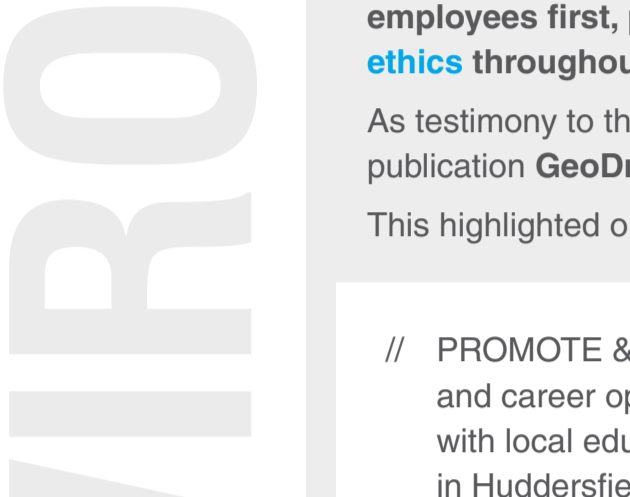 employees first,
ethics throughou
As testimony to th
publication GeoDr
This highlighted o
// PROMOTE &
and career op
with local edu
in Huddersfie
VIRO